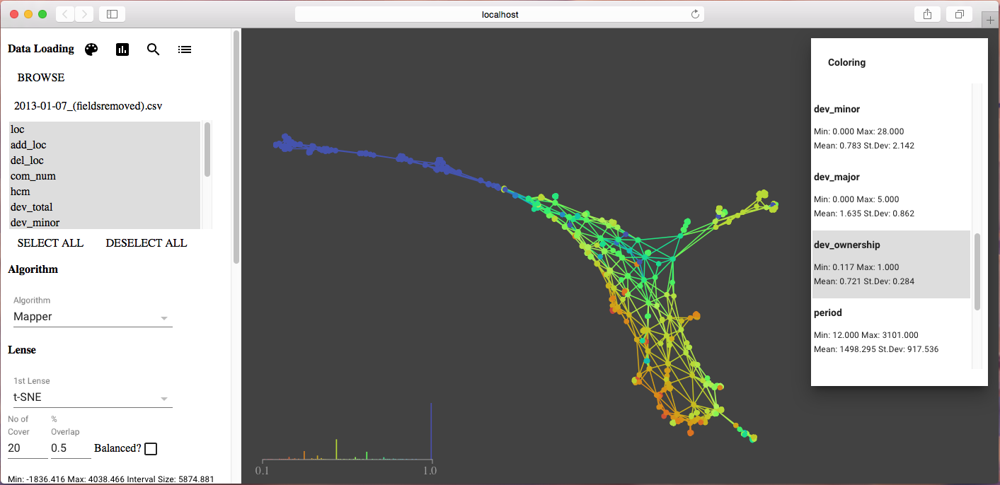 localhost
Data Loading
BROWSE
2013-01-07_(fieldsremoved).csv
loc
add_loc
del_loc
com_num
hcm
dev_total
dev_minor
SELECT ALL DESELECT ALL
Algorithm
Algorithm
Mapper
Lense
1st Lense
t-SNE
No of Cover
% Overlap
20
0.5
Balanced?
Min: -1836.416 Max: 4038.466 Interval Size: 5874.881
0.1 1.0
Coloring
dev_minor
Min: 0.000 Max: 28.000
Mean: 0.783 St.Dev: 2.142
dev_major
Min: 0.000 Max: 5.000
Mean: 1.635 St.Dev: 0.862
dev_ownership
Min: 0.117 Max: 1.000
Mean: 0.721 St.Dev: 0.284
period
Min: 12.000 Max: 3101.000
Mean: 1498.295 St.Dev: 917.536